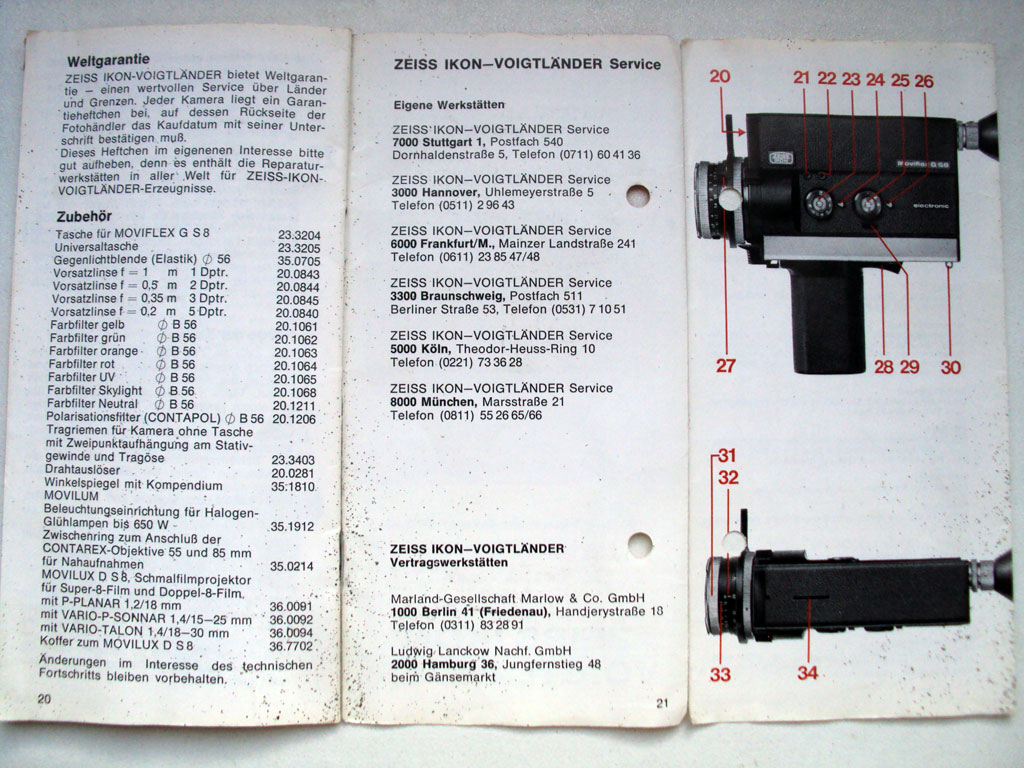 Weltgarantie
ZEISS IKON-VOIGTLÄNDER bietet Weltgaran-
tie – einen wertvollen Service über Länder
und Grenzen. Jeder Kamera liegt ein Garan-
tieheftchen bei, auf dessen Rückseite der
Fotohändler das Kaufdatum mit seiner Unter-
schrift bestätigen muß.
Dieses Heftchen im eigenenen Interesse bitte
gut aufheben, denn es enthält die Reparatur-
werkstätten in aller Welt für ZEISS-IKON-
VOIGTLÄNDER-Erzeugnisse.
Zubehör
Tasche für MOVIFLEX G S 8 23.3204
Universaltasche 23.3205
Gegenlichtblende (Elastik) ∅ 56 35.0705
Vorsatzlinse f = 1 m 1 Dptr. 20.0843
Vorsatzlinse f = 0,5 m 2 Dptr. 20.0844
Vorsatzlinse f = 0,35 m 3 Dptr. 20.0845
Vorsatzlinse f = 0,2 m 5 Dptr. 20.0840
Farbfilter gelb ∅ B 56 20.1061
Farbfilter grün ∅ B 56 20.1062
Farbfilter orange ∅ B 56 20.1063
Farbfilter rot ∅ B 56 20.1064
Farbfilter UV ∅ B 56 20.1065
Farbfilter Skylight ∅ B 56 20.1068
Farbfilter Neutral ∅ B 56 20.1211
Polarisationsfilter (CONTAPOL) ∅ B 56 20.1206
Tragriemen für Kamera ohne Tasche
mit Zweipunktaufhängung am Stativ-
gewinde und Tragöse 23.3403
Drahtauslöser 20.0281
Winkelspiegel mit Kompendium 35.1810
MOVILUM
Beleuchtungseinrichtung für Halogen-
Glühlampen bis 650 W 35.1912
Zwischenring zum Anschluß der
CONTAREX-Objektive 55 und 85 mm
für Nahaufnahmen 35.0214
MOVILUX D S 8, Schmalfilmprojektor
für Super-8-Film und Doppel-8-Film,
mit P-PLANAR 1,2/18 mm 36.0091
mit VARIO-P-SONNAR 1,4/15–25 mm 36.0092
mit VARIO-TALON 1,4/18–30 mm 36.0094
Koffer zum MOVILUX D S 8 36.7702
Änderungen im Interesse des technischen
Fortschritts bleiben vorbehalten.
20
ZEISS IKON–VOIGTLÄNDER Service
Eigene Werkstätten
ZEISS IKON–VOIGTLÄNDER Service
7000 Stuttgart 1, Postfach 540
Dornhaldenstraße 5, Telefon (0711) 60 41 36
ZEISS IKON–VOIGTLÄNDER Service
3000 Hannover, Uhlemeyerstraße 5
Telefon (0511) 2 96 43
ZEISS IKON–VOIGTLÄNDER Service
6000 Frankfurt/M., Mainzer Landstraße 241
Telefon (0611) 23 85 47/48
ZEISS IKON–VOIGTLÄNDER Service
3300 Braunschweig, Postfach 511
Berliner Straße 53, Telefon (0531) 7 10 51
ZEISS IKON–VOIGTLÄNDER Service
5000 Köln, Theodor-Heuss-Ring 10
Telefon (0221) 73 36 28
ZEISS IKON–VOIGTLÄNDER Service
8000 München, Marsstraße 21
Telefon (0811) 55 26 65/66
ZEISS IKON–VOIGTLÄNDER
Vertragswerkstätten
Marland-Gesellschaft Marlow & Co. GmbH
1000 Berlin 41 (Friedenau), Handjerystraße 18
Telefon (0311) 83 28 91
Ludwig Lanckow Nachf. GmbH
2000 Hamburg 36, Jungfernstieg 48
beim Gänsemarkt
21
20 21 22 23 24 25 26
Moviflex GS8
electronic
27 28 29 30
31
32
33 34